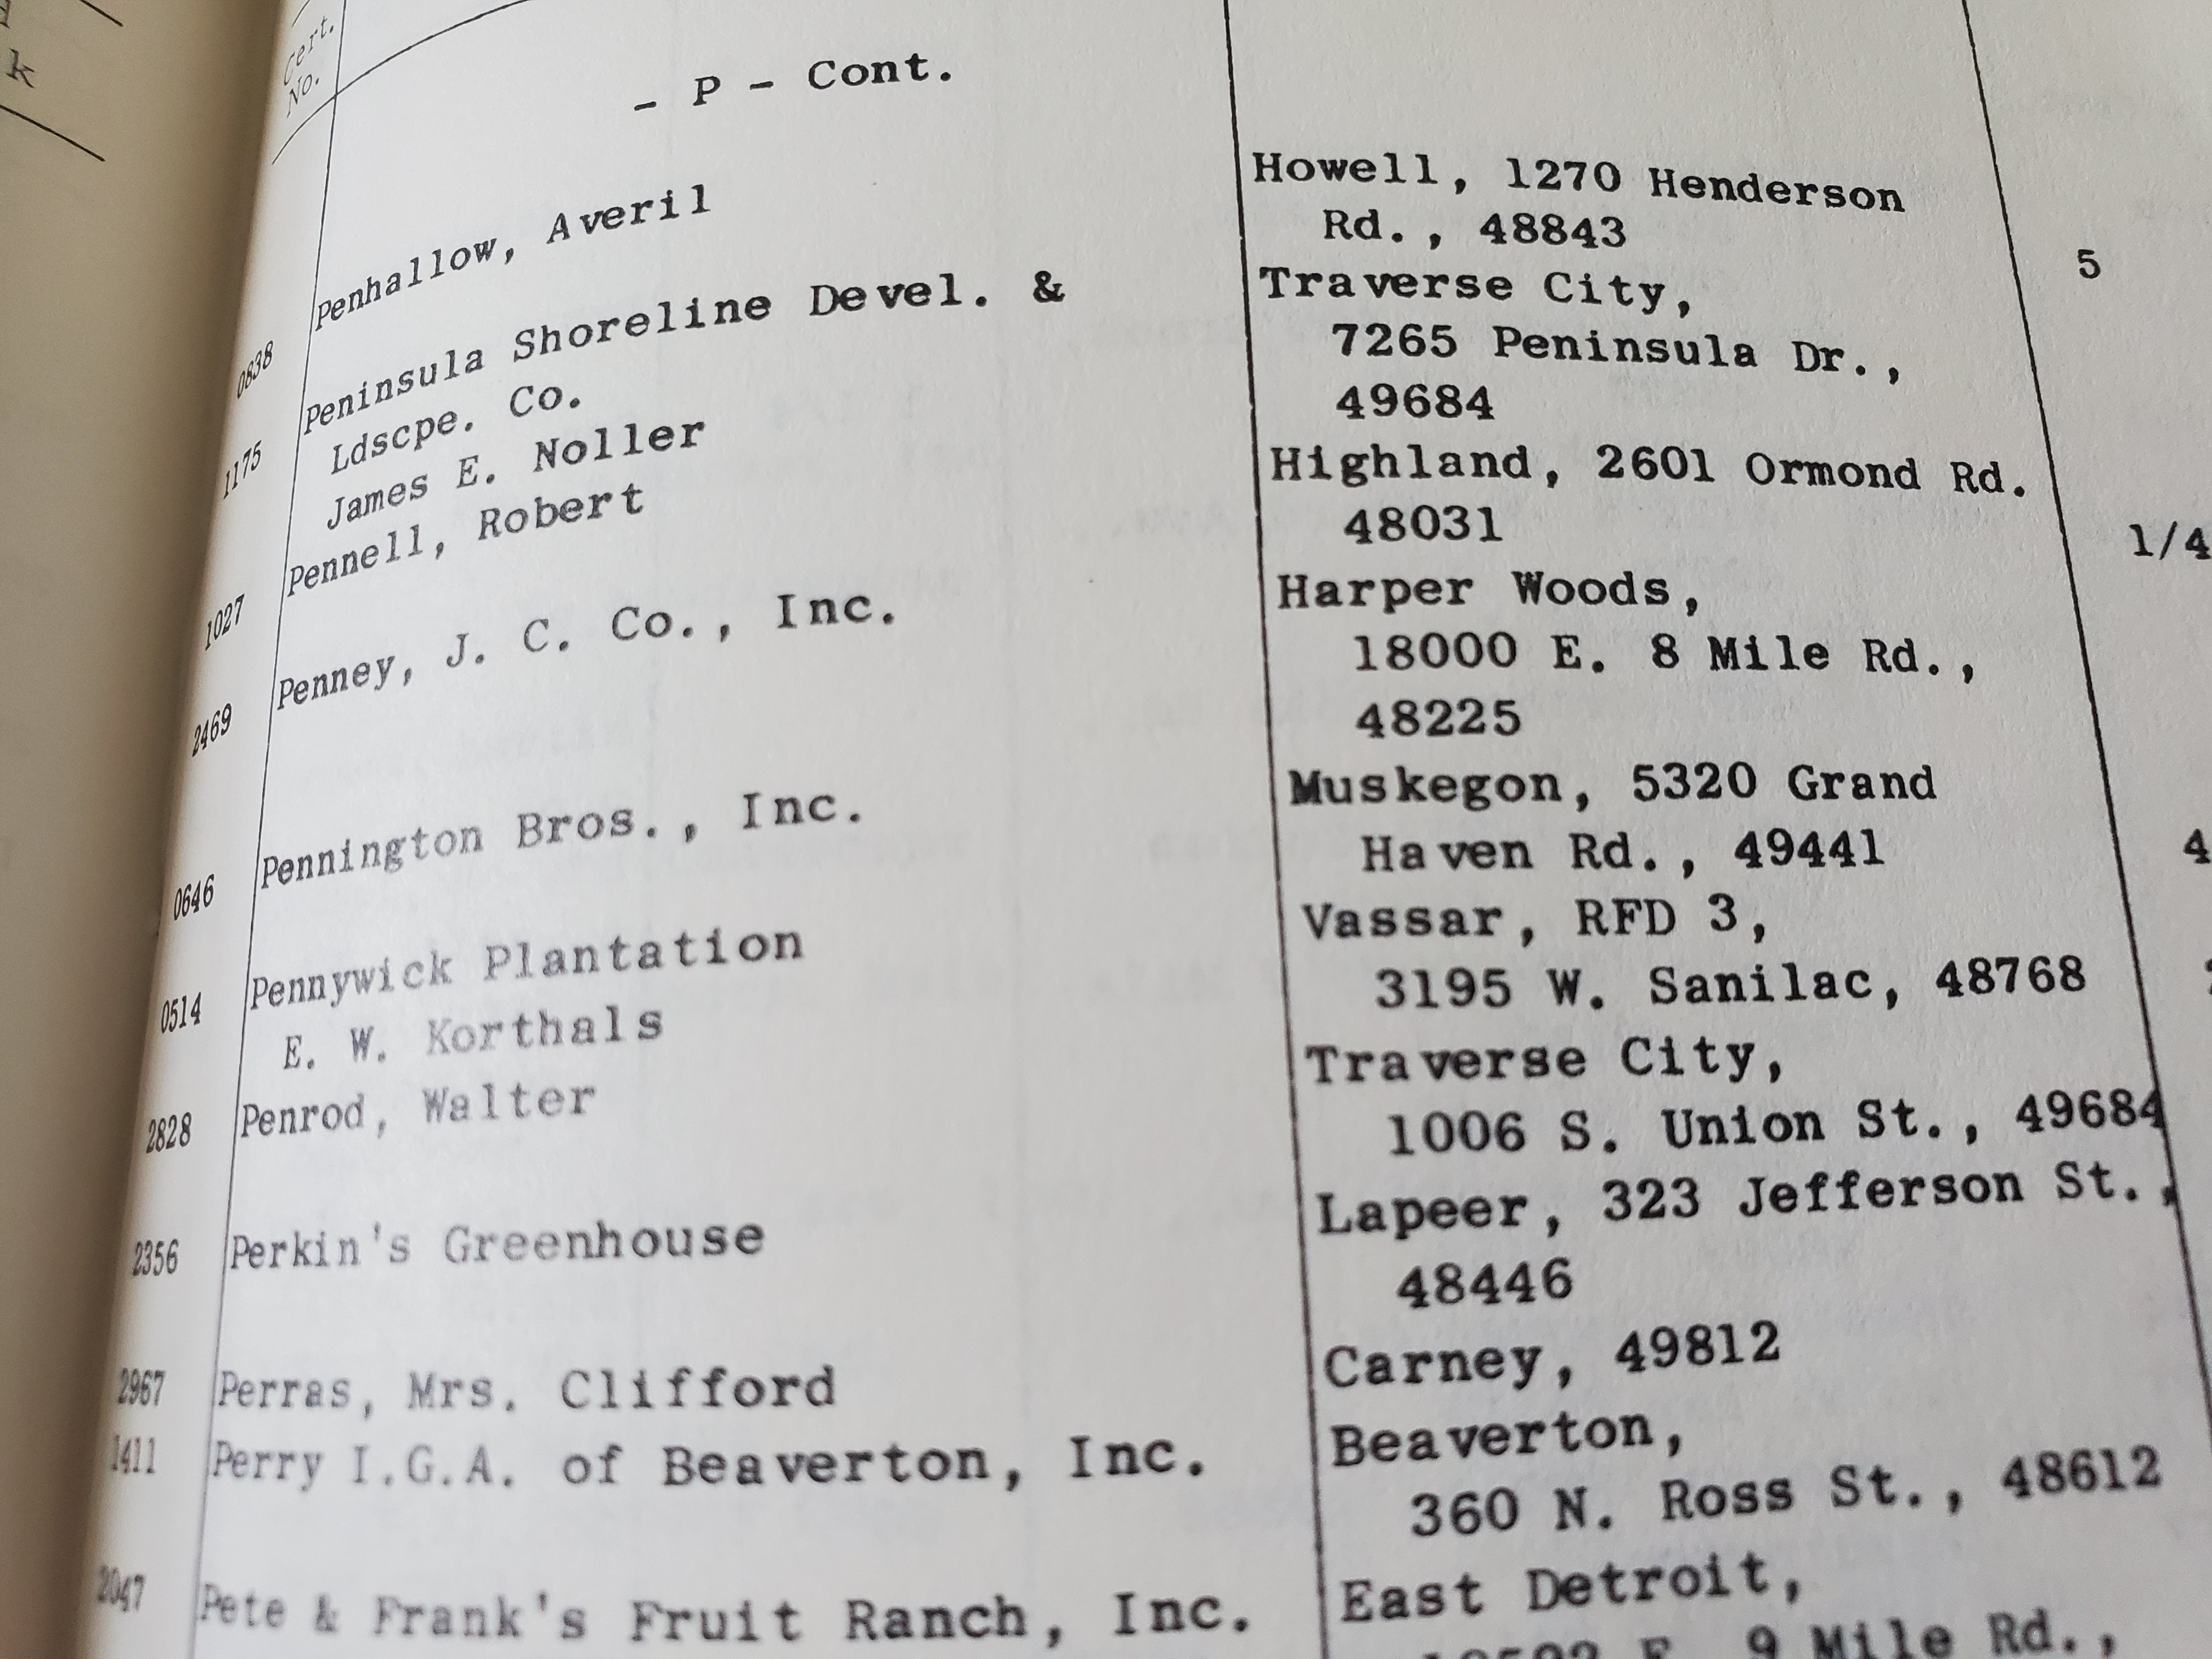 k
Cert.
No.
- P - Cont.
0838 Penhallow, Averil Howell, 1270 Henderson
Rd., 48843 5
1175 Peninsula Shoreline Devel. & Traverse City,
Ldscpe. Co. 7265 Peninsula Dr.,
James E. Noller 49684
1027 Pennell, Robert Highland, 2601 Ormond Rd.
48031 1/4
2469 Penney, J. C. Co., Inc. Harper Woods,
18000 E. 8 Mile Rd.,
48225
0646 Pennington Bros., Inc. Muskegon, 5320 Grand
Haven Rd., 49441 4
0514 Pennywick Plantation Vassar, RFD 3,
E. W. Korthals 3195 W. Sanilac, 48768
2828 Penrod, Walter Traverse City,
1006 S. Union St., 49684
2356 Perkin's Greenhouse Lapeer, 323 Jefferson St.,
48446
2967 Perras, Mrs. Clifford Carney, 49812
1411 Perry I.G.A. of Beaverton, Inc. Beaverton,
360 N. Ross St., 48612
2047 Pete & Frank's Fruit Ranch, Inc. East Detroit,
E. 9 Mile Rd.,